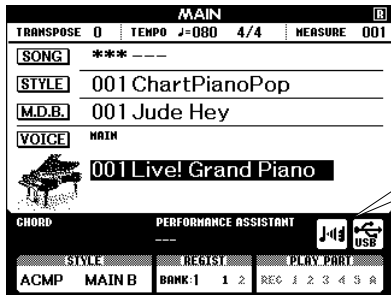 MAIN
R
TRANSPOSE 0 TEMPO ♩=080 4/4 MEASURE 001
SONG *** ---
STYLE 001 ChartPianoPop
M.D.B. 001 Jude Hey
VOICE MAIN
001 Live! Grand Piano
CHORD PERFORMANCE ASSISTANT
---
USB
STYLE REGIST PLAY PART
ACMP MAIN B BANK:1 1 2 REC 1 2 3 4 5 A